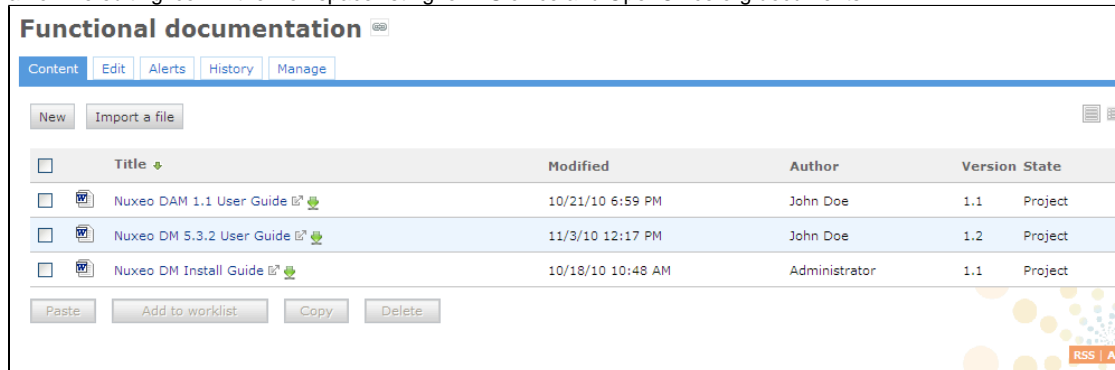 Functional documentation
Content Edit Alerts History Manage
New Import a file
Title Modified Author Version State
Nuxeo DAM 1.1 User Guide 10/21/10 6:59 PM John Doe 1.1 Project
Nuxeo DM 5.3.2 User Guide 11/3/10 12:17 PM John Doe 1.2 Project
Nuxeo DM Install Guide 10/18/10 10:48 AM Administrator 1.1 Project
Paste Add to worklist Copy Delete
RSS | A